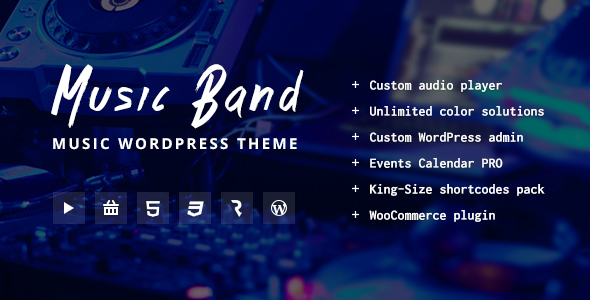 Music Band
MUSIC WORDPRESS THEME
+ Custom audio player
+ Unlimited color solutions
+ Custom WordPress admin
+ Events Calendar PRO
+ King-Size shortcodes pack
+ WooCommerce plugin